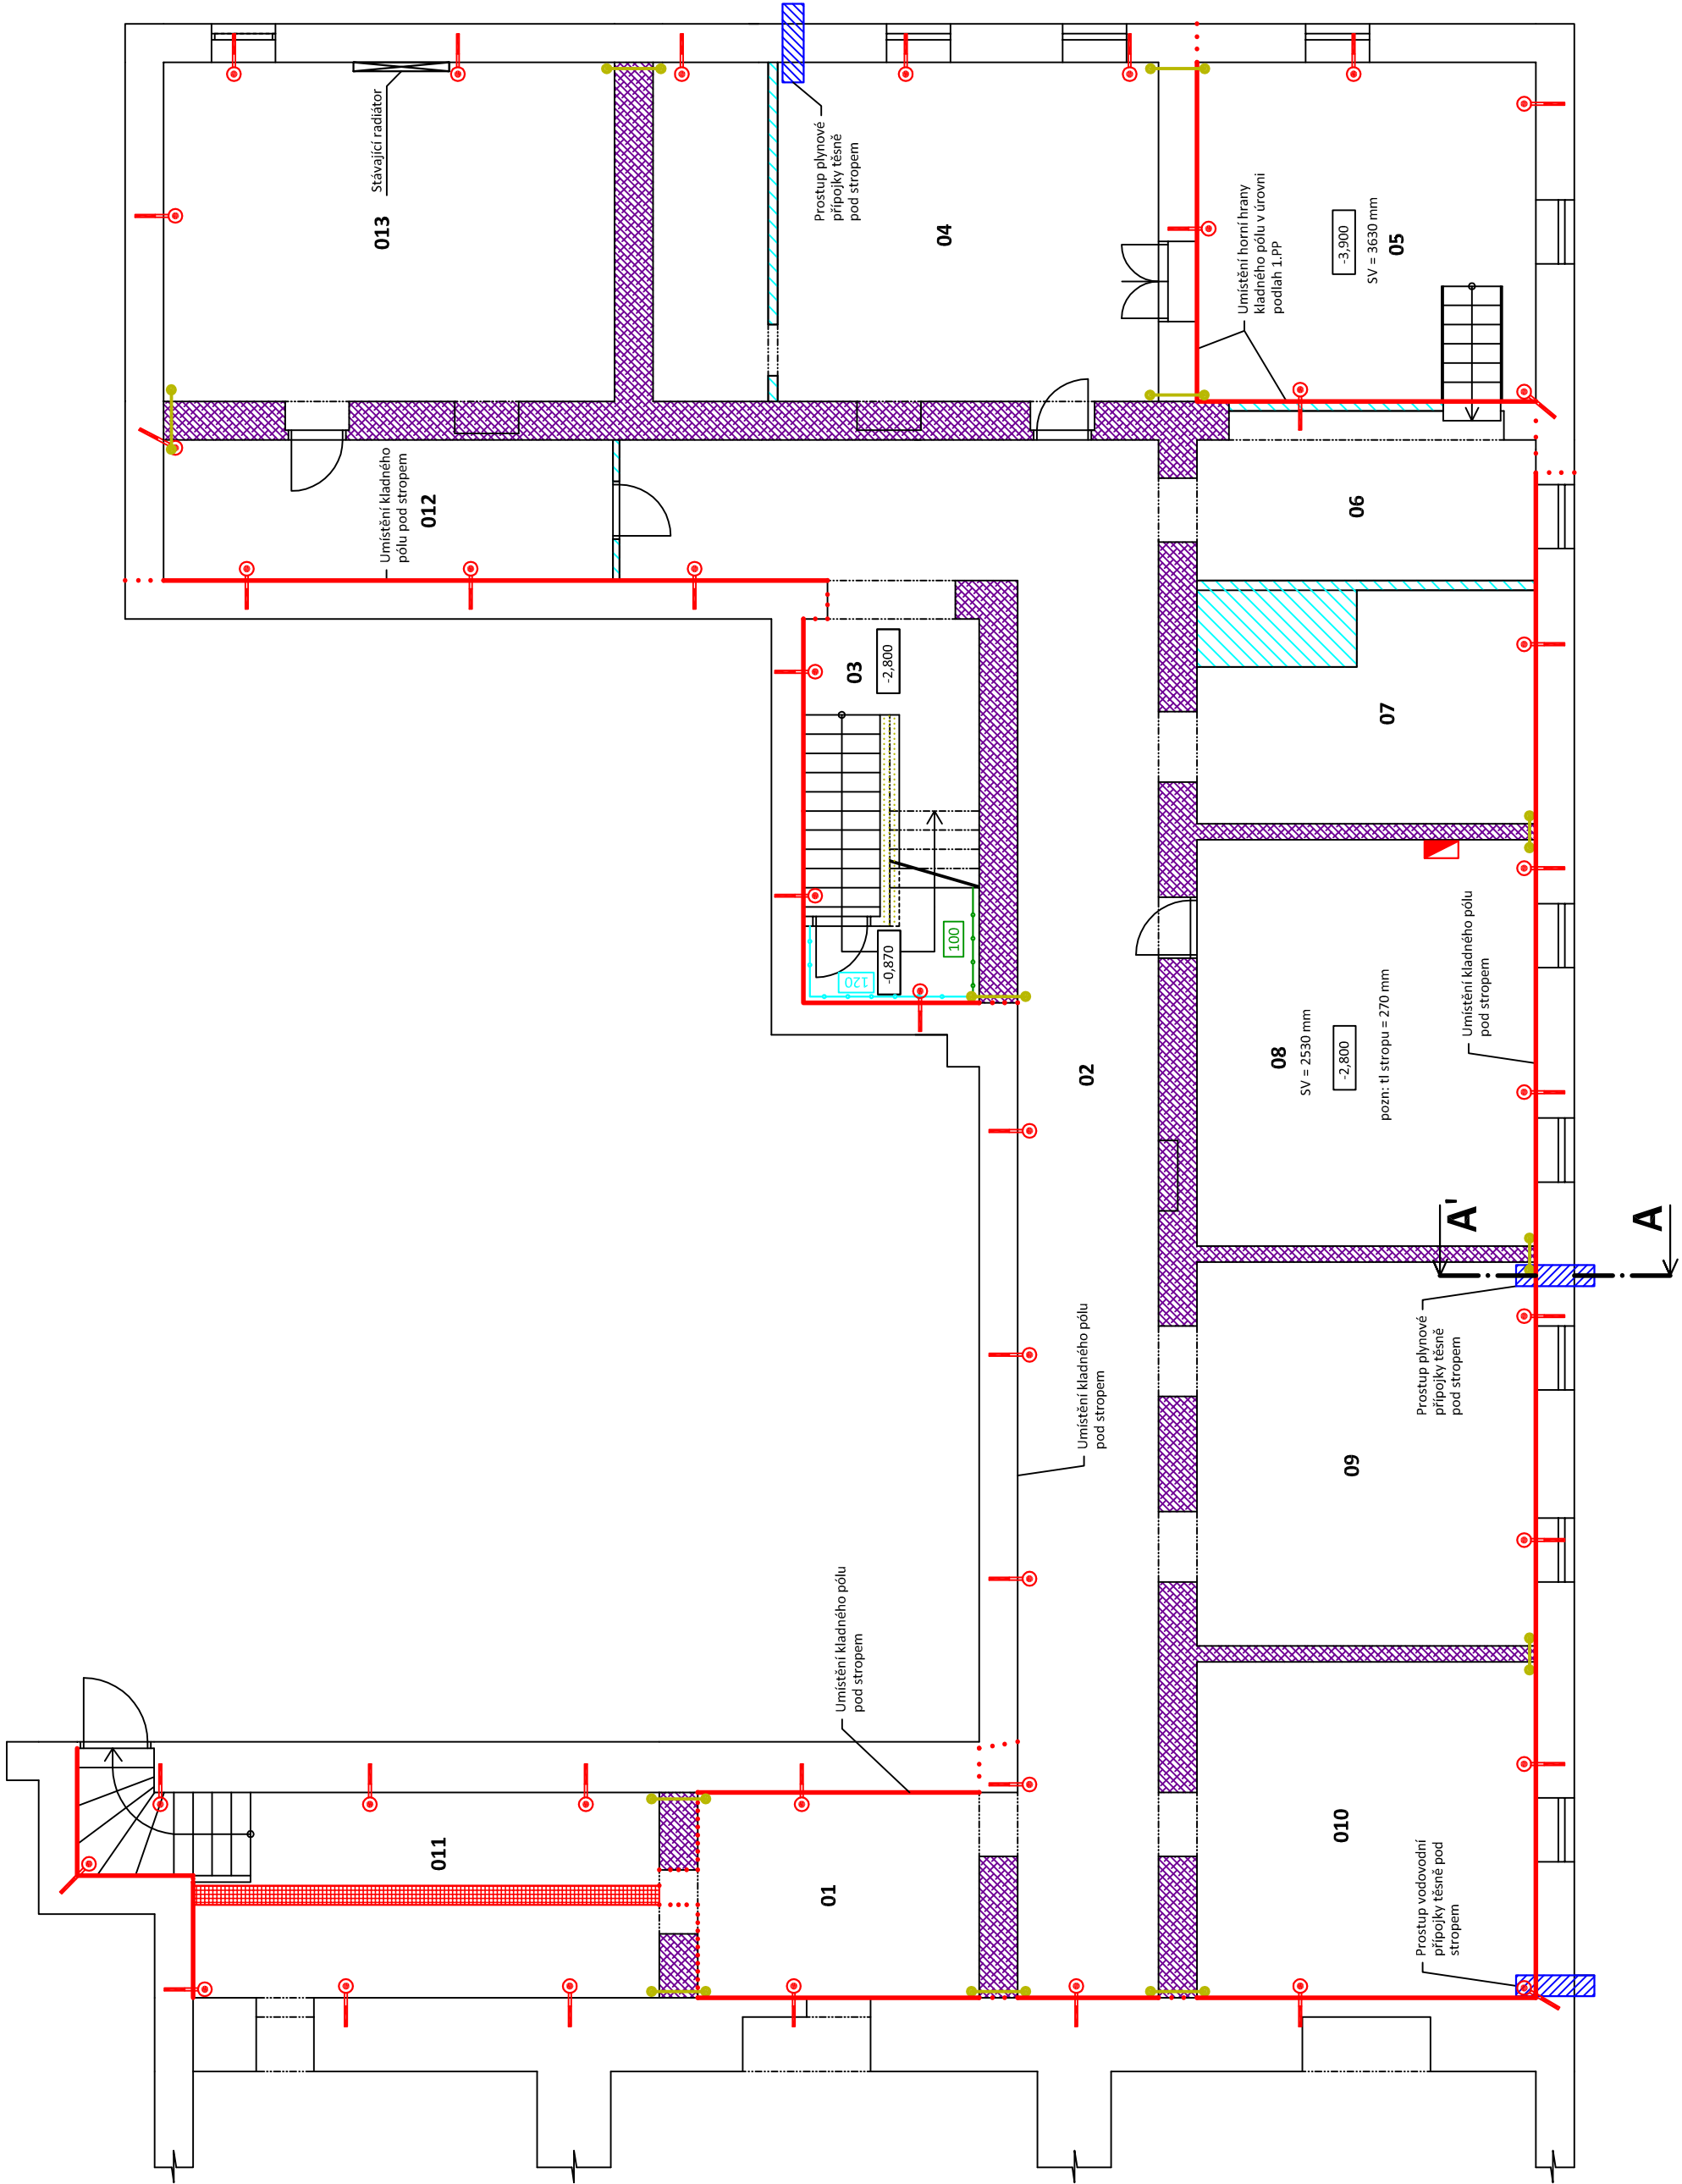 Stávající radiátor
013
Umístění kladného
pólu pod stropem
012
Prostup plynové
přípojky těsně
pod stropem
04
Umístění horní hrany
kladného pólu v úrovni
podlah 1.PP
-3,900
SV = 3630 mm
05
03
-2,800
06
07
100
-0,870
120
02
08
SV = 2530 mm
-2,800
pozn: tl stropu = 270 mm
Umístění kladného pólu
pod stropem
A'
A
Umístění kladného pólu
pod stropem
Prostup plynové
přípojky těsně
pod stropem
09
Umístění kladného pólu
pod stropem
011
01
010
Prostup vodovodní
přípojky těsně pod
stropem